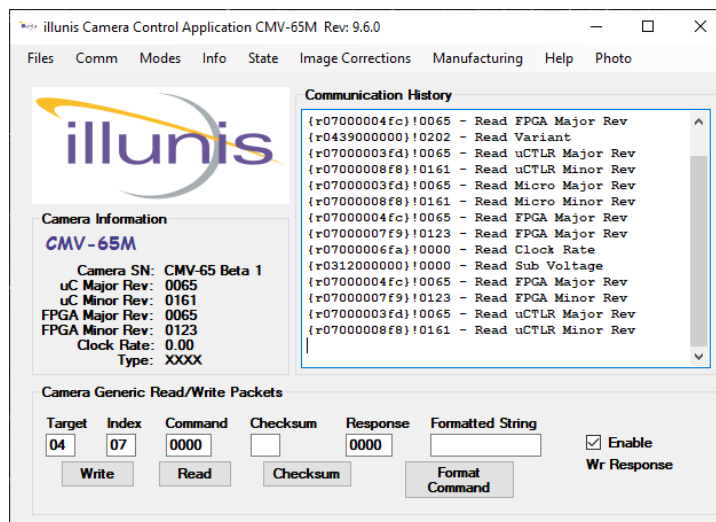 illunis Camera Control Application CMV-65M Rev: 9.6.0
Files Comm Modes Info State Image Corrections Manufacturing Help Photo
illunis
Communication History
{r07000004fc}!0065 - Read FPGA Major Rev
{r0439000000}!0202 - Read Variant
{r07000003fd}!0065 - Read uCTLR Major Rev
{r07000008f8}!0161 - Read uCTLR Minor Rev
{r07000003fd}!0065 - Read Micro Major Rev
{r07000008f8}!0161 - Read Micro Minor Rev
{r07000004fc}!0065 - Read FPGA Major Rev
{r07000007f9}!0123 - Read FPGA Major Rev
{r07000006fa}!0000 - Read Clock Rate
{r0312000000}!0000 - Read Sub Voltage
{r07000004fc}!0065 - Read FPGA Major Rev
{r07000007f9}!0123 - Read FPGA Minor Rev
{r07000003fd}!0065 - Read uCTLR Major Rev
{r07000008f8}!0161 - Read uCTLR Minor Rev
Camera Information
CMV-65M
Camera SN: CMV-65 Beta 1
uC Major Rev: 0065
uC Minor Rev: 0161
FPGA Major Rev: 0065
FPGA Minor Rev: 0123
Clock Rate: 0.00
Type: XXXX
Camera Generic Read/Write Packets
Target Index Command Checksum Response Formatted String
04 07 0000 0000
Enable
Wr Response
Write Read Checksum Format
Command